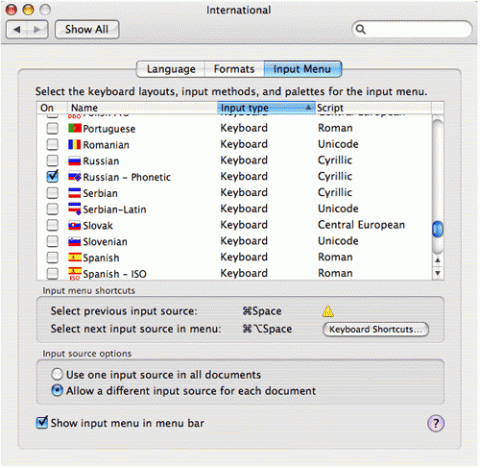 International
Show All
Language Formats Input Menu
Select the keyboard layouts, input methods, and palettes for the input menu.
On Name Input type Script
Portuguese Keyboard Roman
Romanian Keyboard Unicode
Russian Keyboard Cyrillic
Russian - Phonetic Keyboard Cyrillic
Serbian Keyboard Cyrillic
Serbian-Latin Keyboard Unicode
Slovak Keyboard Central European
Slovenian Keyboard Unicode
Spanish Keyboard Roman
Spanish - ISO Keyboard Roman
Input menu shortcuts
Select previous input source: ⌘Space
Select next input source in menu: ⌘⌥Space Keyboard Shortcuts...
Input source options
Use one input source in all documents
Allow a different input source for each document
Show input menu in menu bar ?